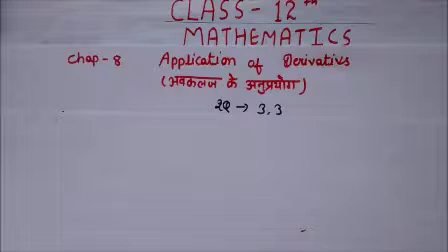 CLASS- 12th
MATHEMATICS
Chap-8 Application of Derivatives
(अवकलज के अनुप्रयोग)
→ 3,3